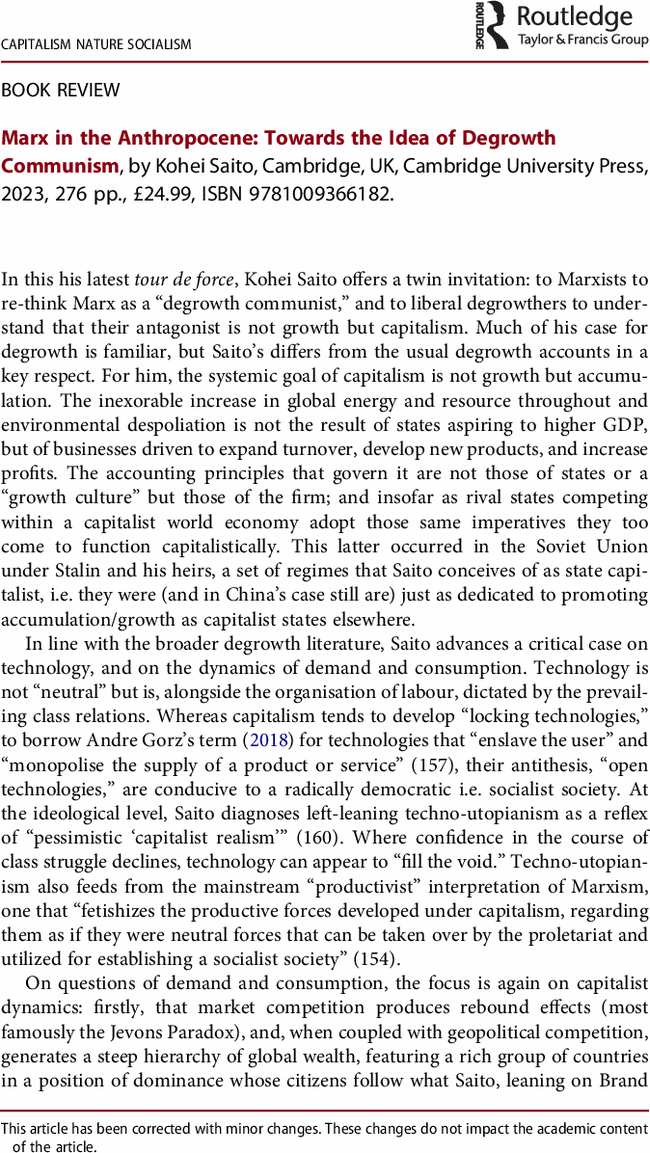 CAPITALISM NATURE SOCIALISM
ROUTLEDGE
Routledge
Taylor & Francis Group
BOOK REVIEW
Marx in the Anthropocene: Towards the Idea of Degrowth
Communism, by Kohei Saito, Cambridge, UK, Cambridge University Press,
2023, 276 pp., £24.99, ISBN 9781009366182.
In this his latest tour de force, Kohei Saito offers a twin invitation: to Marxists to
re-think Marx as a “degrowth communist,” and to liberal degrowthers to under-
stand that their antagonist is not growth but capitalism. Much of his case for
degrowth is familiar, but Saito’s differs from the usual degrowth accounts in a
key respect. For him, the systemic goal of capitalism is not growth but accumu-
lation. The inexorable increase in global energy and resource throughout and
environmental despoliation is not the result of states aspiring to higher GDP,
but of businesses driven to expand turnover, develop new products, and increase
profits. The accounting principles that govern it are not those of states or a
“growth culture” but those of the firm; and insofar as rival states competing
within a capitalist world economy adopt those same imperatives they too
come to function capitalistically. This latter occurred in the Soviet Union
under Stalin and his heirs, a set of regimes that Saito conceives of as state capi-
talist, i.e. they were (and in China’s case still are) just as dedicated to promoting
accumulation/growth as capitalist states elsewhere.
In line with the broader degrowth literature, Saito advances a critical case on
technology, and on the dynamics of demand and consumption. Technology is
not “neutral” but is, alongside the organisation of labour, dictated by the prevail-
ing class relations. Whereas capitalism tends to develop “locking technologies,”
to borrow Andre Gorz’s term (2018) for technologies that “enslave the user” and
“monopolise the supply of a product or service” (157), their antithesis, “open
technologies,” are conducive to a radically democratic i.e. socialist society. At
the ideological level, Saito diagnoses left-leaning techno-utopianism as a reflex
of “pessimistic ‘capitalist realism’” (160). Where confidence in the course of
class struggle declines, technology can appear to “fill the void.” Techno-utopian-
ism also feeds from the mainstream “productivist” interpretation of Marxism,
one that “fetishizes the productive forces developed under capitalism, regarding
them as if they were neutral forces that can be taken over by the proletariat and
utilized for establishing a socialist society” (154).
On questions of demand and consumption, the focus is again on capitalist
dynamics: firstly, that market competition produces rebound effects (most
famously the Jevons Paradox), and, when coupled with geopolitical competition,
generates a steep hierarchy of global wealth, featuring a rich group of countries
in a position of dominance whose citizens follow what Saito, leaning on Brand
This article has been corrected with minor changes. These changes do not impact the academic content
of the article.